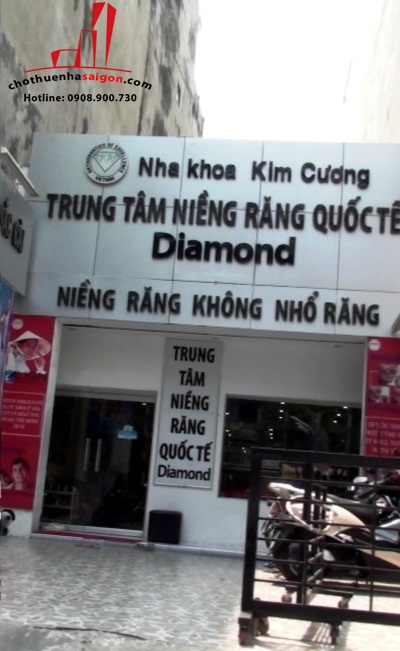 chothuenhasaigon.com
Hotline: 0908.900.730
Nha khoa Kim Cương
TRUNG TÂM NIỀNG RĂNG QUỐC TẾ
Diamond
NIỀNG RĂNG KHÔNG NHỔ RĂNG
TRUNG
TÂM
NIỀNG
RĂNG
QUỐC TẾ
Diamond